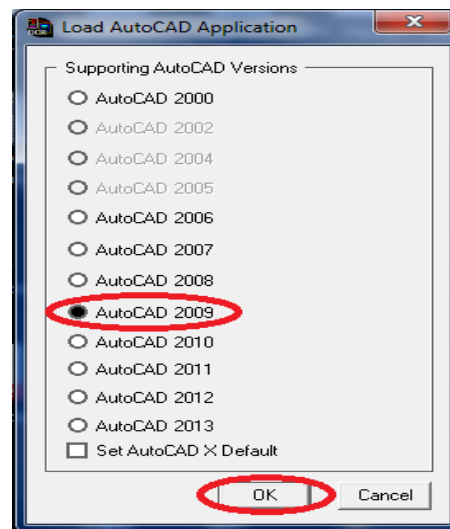 Load AutoCAD Application
Supporting AutoCAD Versions
AutoCAD 2000
AutoCAD 2002
AutoCAD 2004
AutoCAD 2005
AutoCAD 2006
AutoCAD 2007
AutoCAD 2008
AutoCAD 2009
AutoCAD 2010
AutoCAD 2011
AutoCAD 2012
AutoCAD 2013
Set AutoCAD X Default
OK Cancel